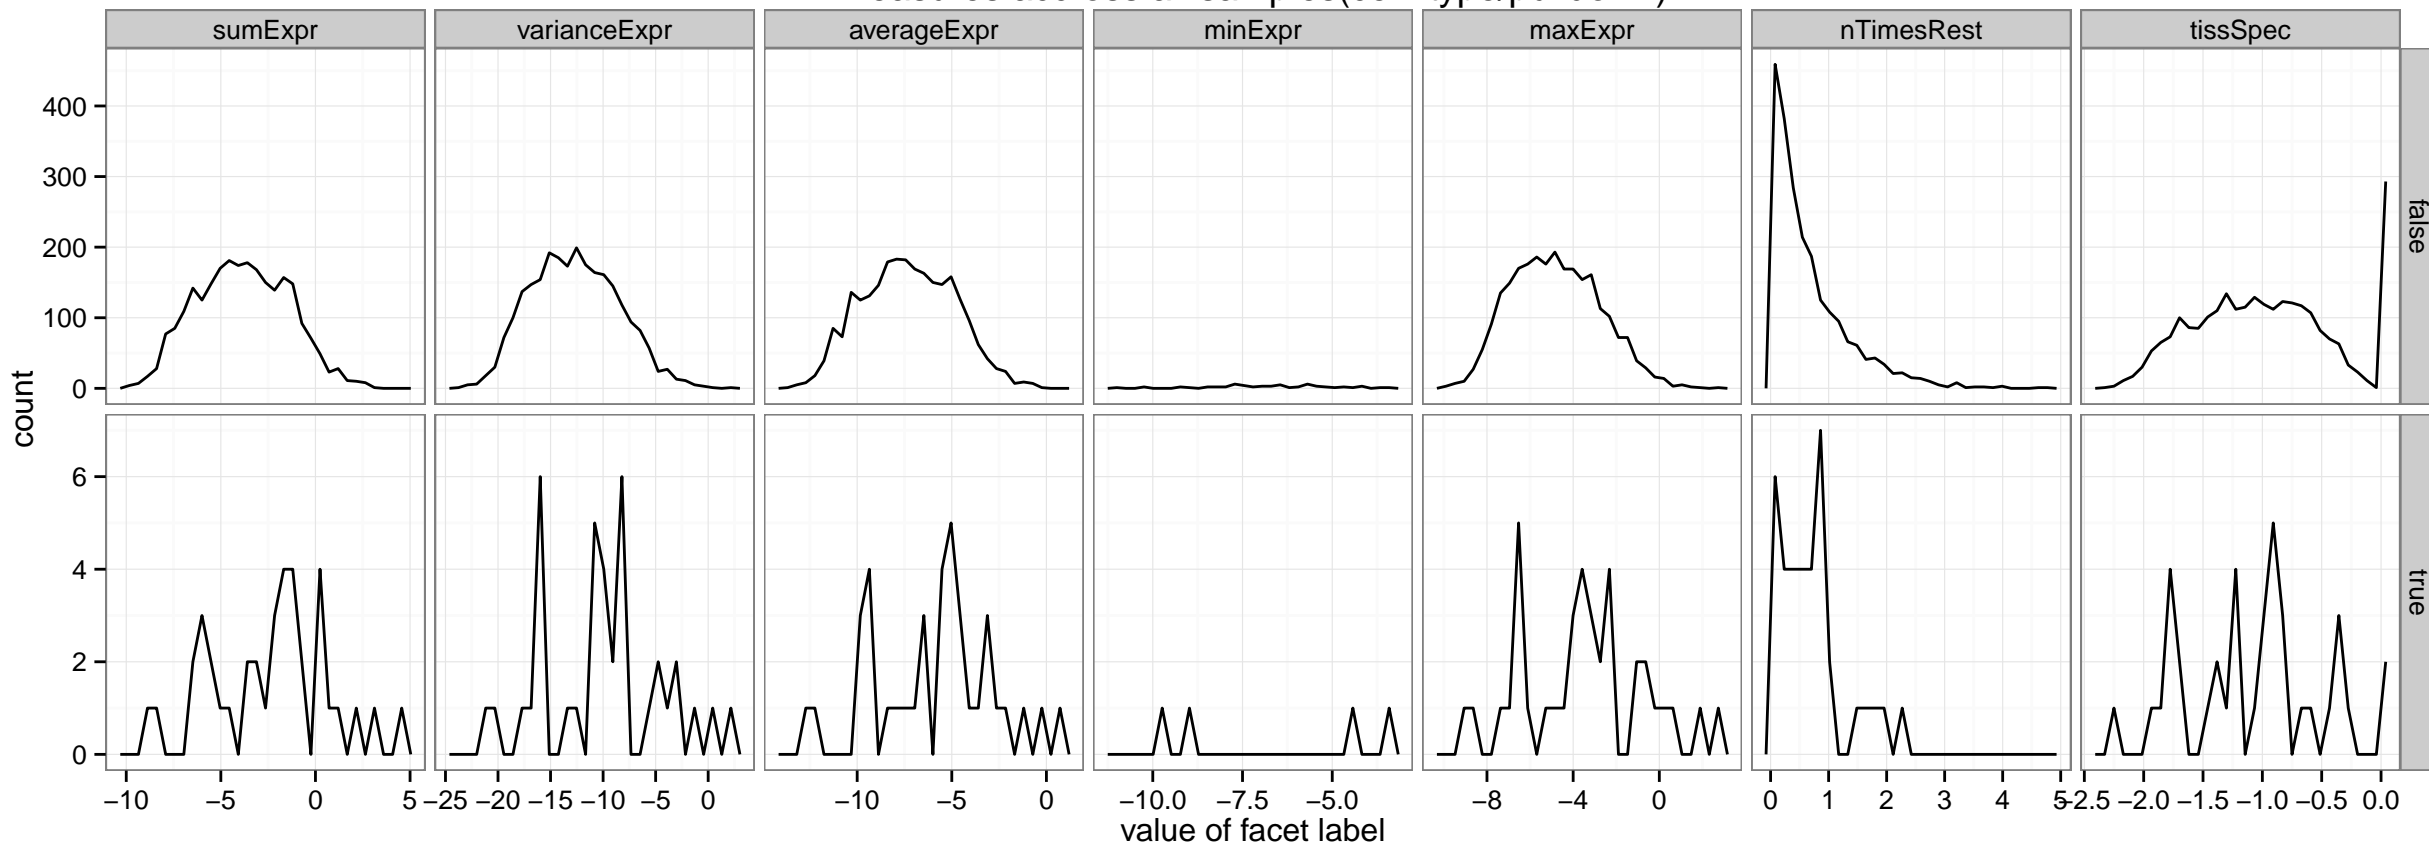 sumExpr varianceExpr averageExpr minExpr maxExpr nTimesRest tissSpec
400
300
200
100
0
false
count
6
4
2
0
true
−10 −5 0 5 −25 −20 −15 −10 −5 0 −10 −5 0 −10.0 −7.5 −5.0 −8 −4 0 0 1 2 3 4 5 −2.5 −2.0 −1.5 −1.0 −0.5 0.0
value of facet label